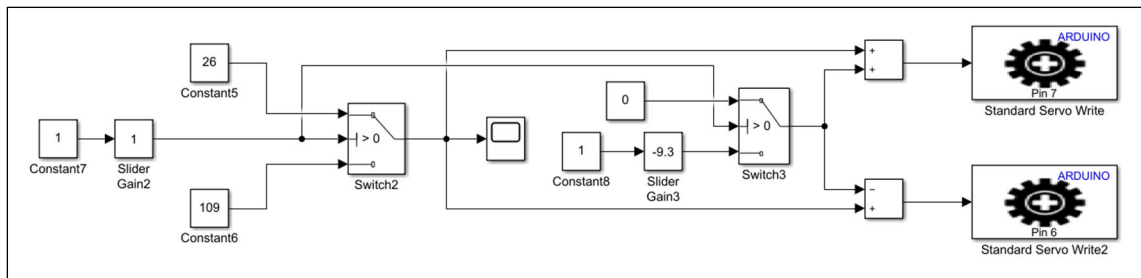 26
Constant5
1
Constant7
1
Slider
Gain2
109
Constant6
> 0
Switch2
0
1
Constant8
-9.3
Slider
Gain3
> 0
Switch3
+
+
ARDUINO
Pin 7
Standard Servo Write
−
+
ARDUINO
Pin 6
Standard Servo Write2